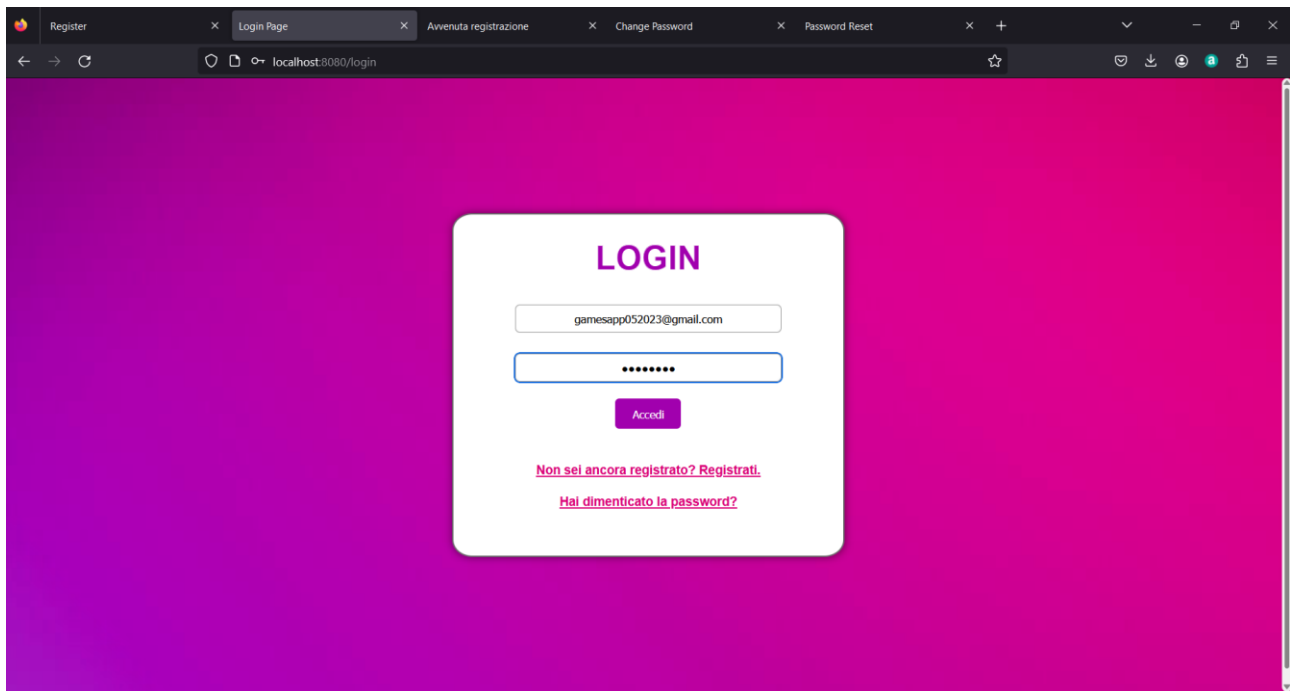 Register
Login Page
Avvenuta registrazione
Change Password
Password Reset
localhost:8080/login
a
LOGIN
gamesapp052023@gmail.com
••••••••
Accedi
Non sei ancora registrato? Registrati.
Hai dimenticato la password?